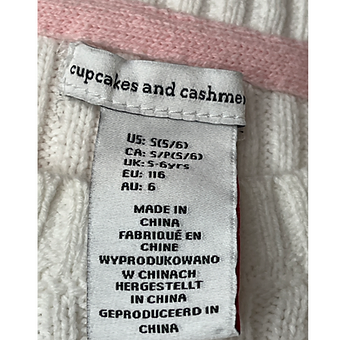 cupcakes and cashme
US: S(5/6)
CA: S/P(5/6)
UK: 5-6yrs
EU: 116
AU: 6
MADE IN
CHINA
FABRIQUÉ EN
CHINE
WYPRODUKOWANO
W CHINACH
HERGESTELLT
IN CHINA
GEPRODUCEERD IN
CHINA